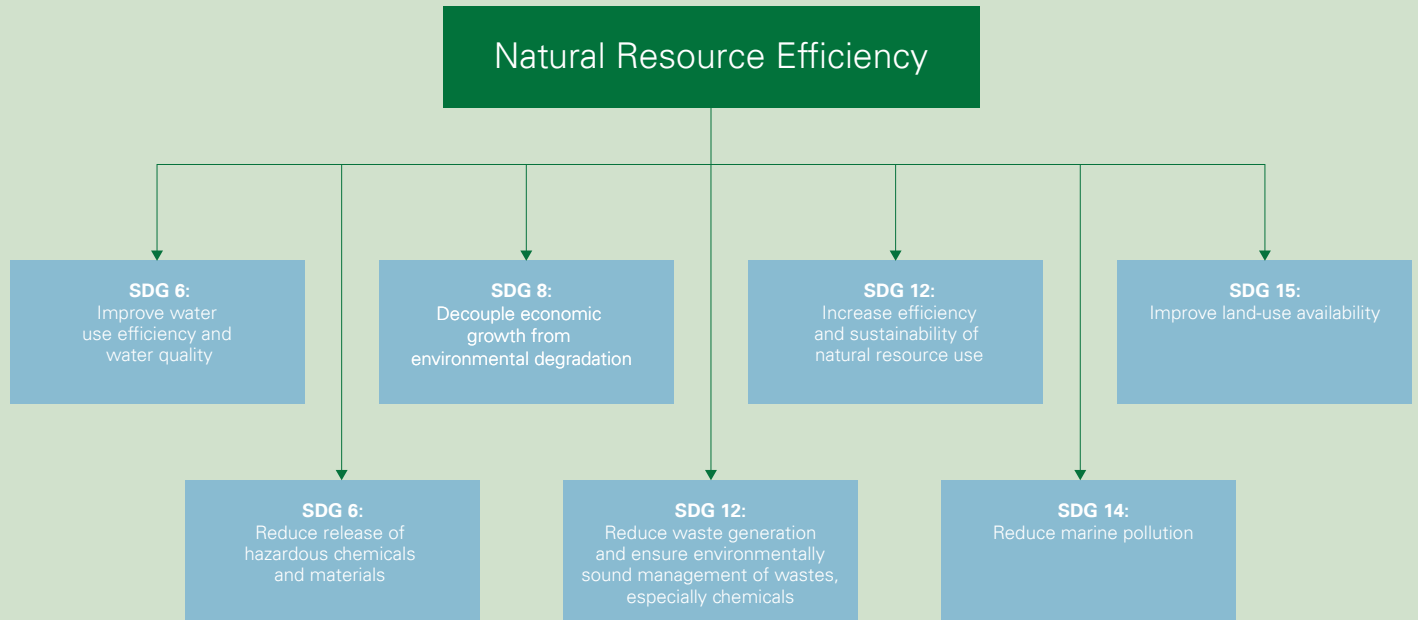 Natural Resource Efficiency
SDG 6:
Improve water
use efficiency and
water quality
SDG 8:
Decouple economic
growth from
environmental degradation
SDG 12:
Increase efficiency
and sustainability of
natural resource use
SDG 15:
Improve land-use availability
SDG 6:
Reduce release of
hazardous chemicals
and materials
SDG 12:
Reduce waste generation
and ensure environmentally
sound management of wastes,
especially chemicals
SDG 14:
Reduce marine pollution